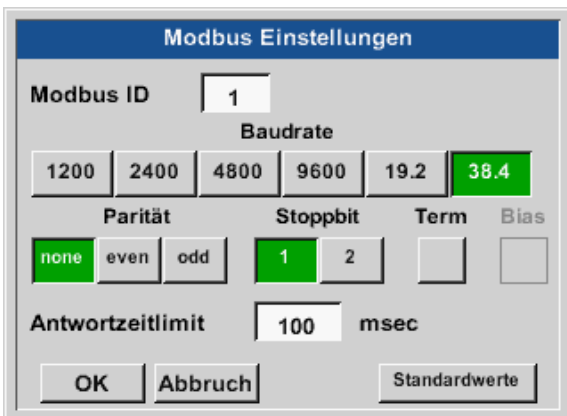 Modbus Einstellungen
Modbus ID 1
Baudrate
1200 2400 4800 9600 19.2 38.4
Parität Stoppbit Term Bias
none even odd 1 2
Antwortzeitlimit 100 msec
OK Abbruch Standardwerte